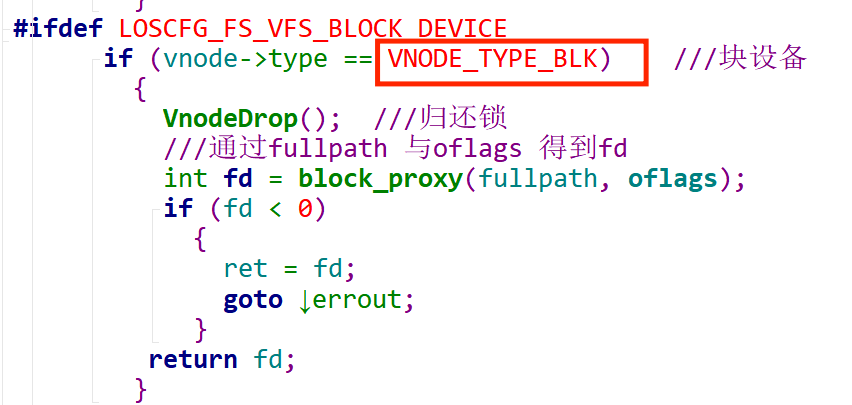 }
#ifdef LOSCFG_FS_VFS_BLOCK_DEVICE
if (vnode->type == VNODE_TYPE_BLK) ///块设备
{
VnodeDrop(); ///归还锁
///通过fullpath 与oflags 得到fd
int fd = block_proxy(fullpath, oflags);
if (fd < 0)
{
ret = fd;
goto ↓errout;
}
return fd;
}